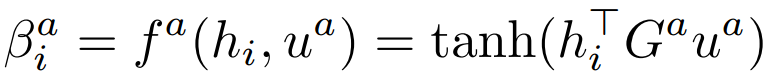 β_i^a = f^a(h_i, u^a) = tanh(h_i^⊤ G^a u^a)